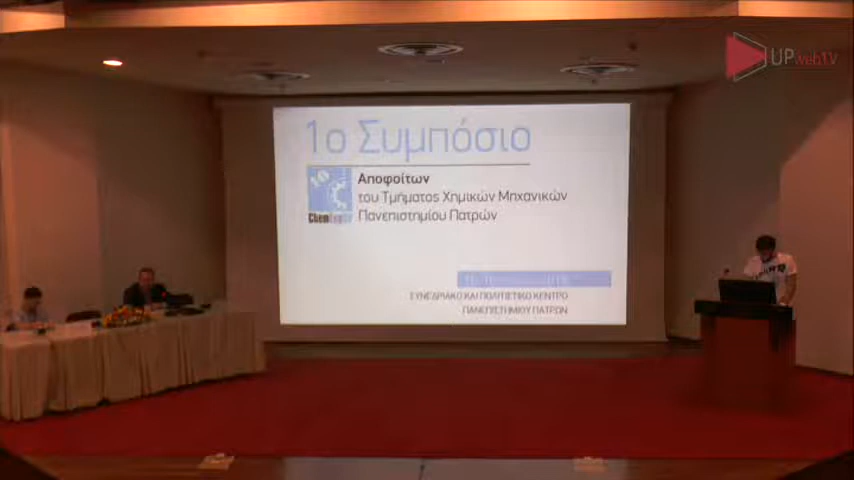 UPwebTV
1ο Συμπόσιο
Αποφοίτων
του Τμήματος Χημικών Μηχανικών
Πανεπιστημίου Πατρών
ΣΥΝΕΔΡΙΑΚΟ ΚΑΙ ΠΟΛΙΤΙΣΤΙΚΟ ΚΕΝΤΡΟ
ΠΑΝΕΠΙΣΤΗΜΙΟΥ ΠΑΤΡΩΝ